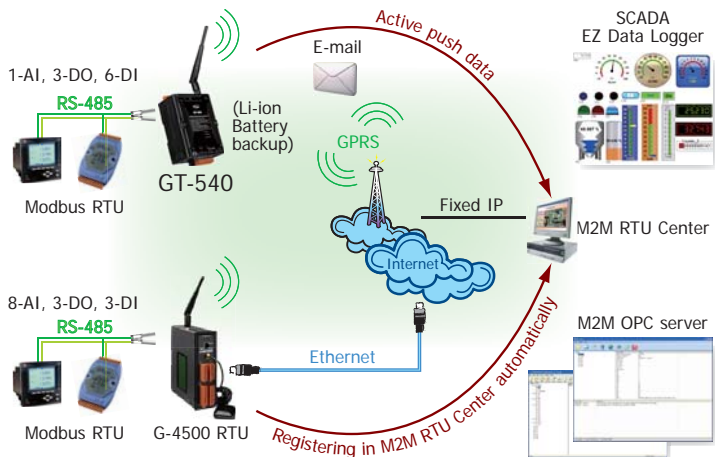 SCADA
EZ Data Logger
Active push data
E-mail
1-AI, 3-DO, 6-DI
RS-485
(Li-ion
Battery
backup)
GPRS
GT-540
Modbus RTU
Fixed IP
M2M RTU Center
Internet
8-AI, 3-DO, 3-DI
RS-485
M2M OPC server
Ethernet
Modbus RTU
G-4500 RTU
Registering in M2M RTU Center automatically